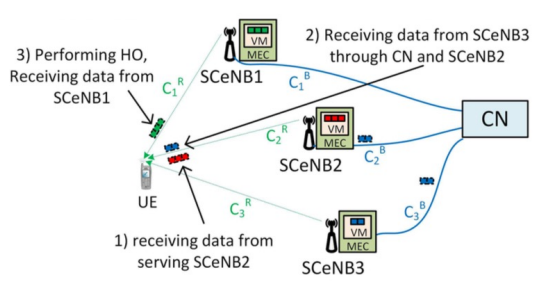 3) Performing HO,
Receiving data from
SCeNB1
VM
MEC
SCeNB1
2) Receiving data from SCeNB3
through CN and SCeNB2
C1R
C1B
CN
C2R
VM
MEC
SCeNB2
C2B
UE
C3R
C3B
1) receiving data from
serving SCeNB2
VM
MEC
SCeNB3